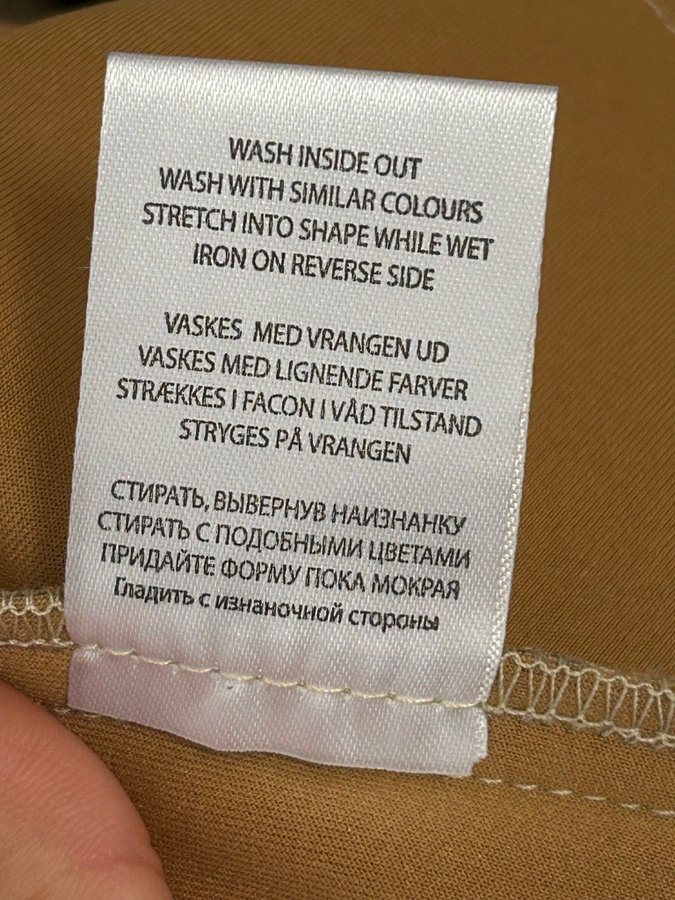 WASH INSIDE OUT
WASH WITH SIMILAR COLOURS
STRETCH INTO SHAPE WHILE WET
IRON ON REVERSE SIDE
VASKES MED VRANGEN UD
VASKES MED LIGNENDE FARVER
STRÆKKES I FACON I VÅD TILSTAND
STRYGES PÅ VRANGEN
СТИРАТЬ, ВЫВЕРНУВ НАИЗНАНКУ
СТИРАТЬ С ПОДОБНЫМИ ЦВЕТАМИ
ПРИДАЙТЕ ФОРМУ ПОКА МОКРАЯ
Гладить с изнаночной стороны